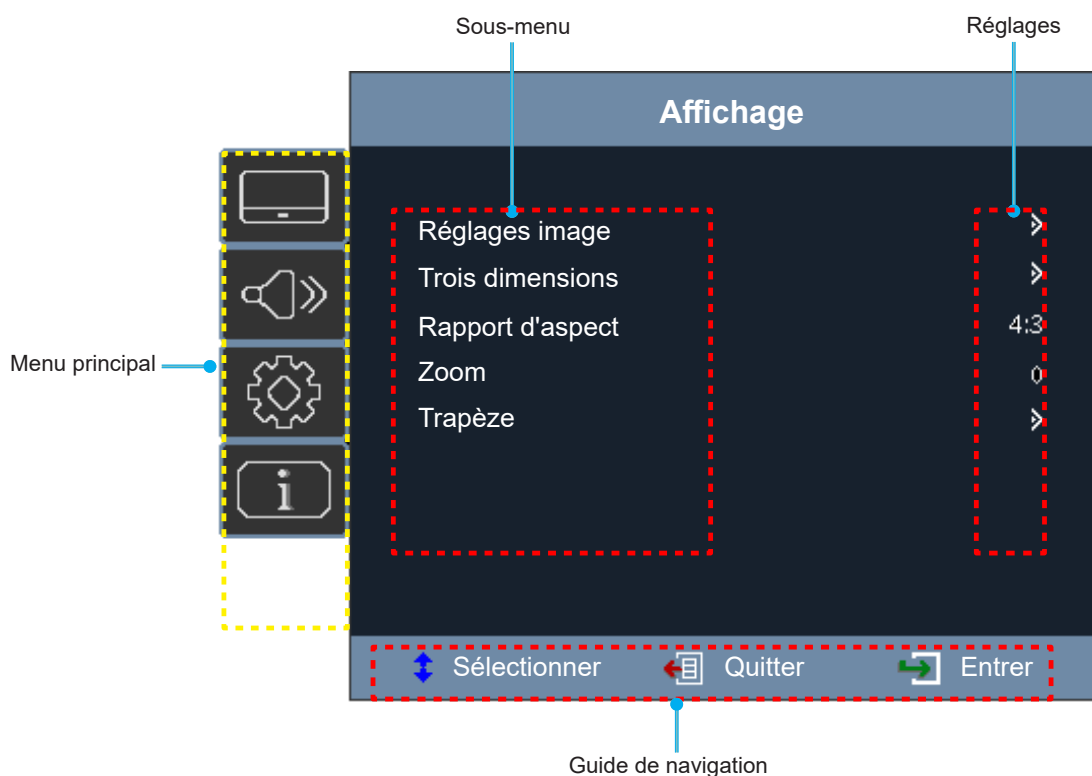 Sous-menu
Réglages
Affichage
Réglages image
Trois dimensions
Rapport d'aspect 4:3
Zoom 0
Trapèze
Menu principal
i
Sélectionner Quitter Entrer
Guide de navigation